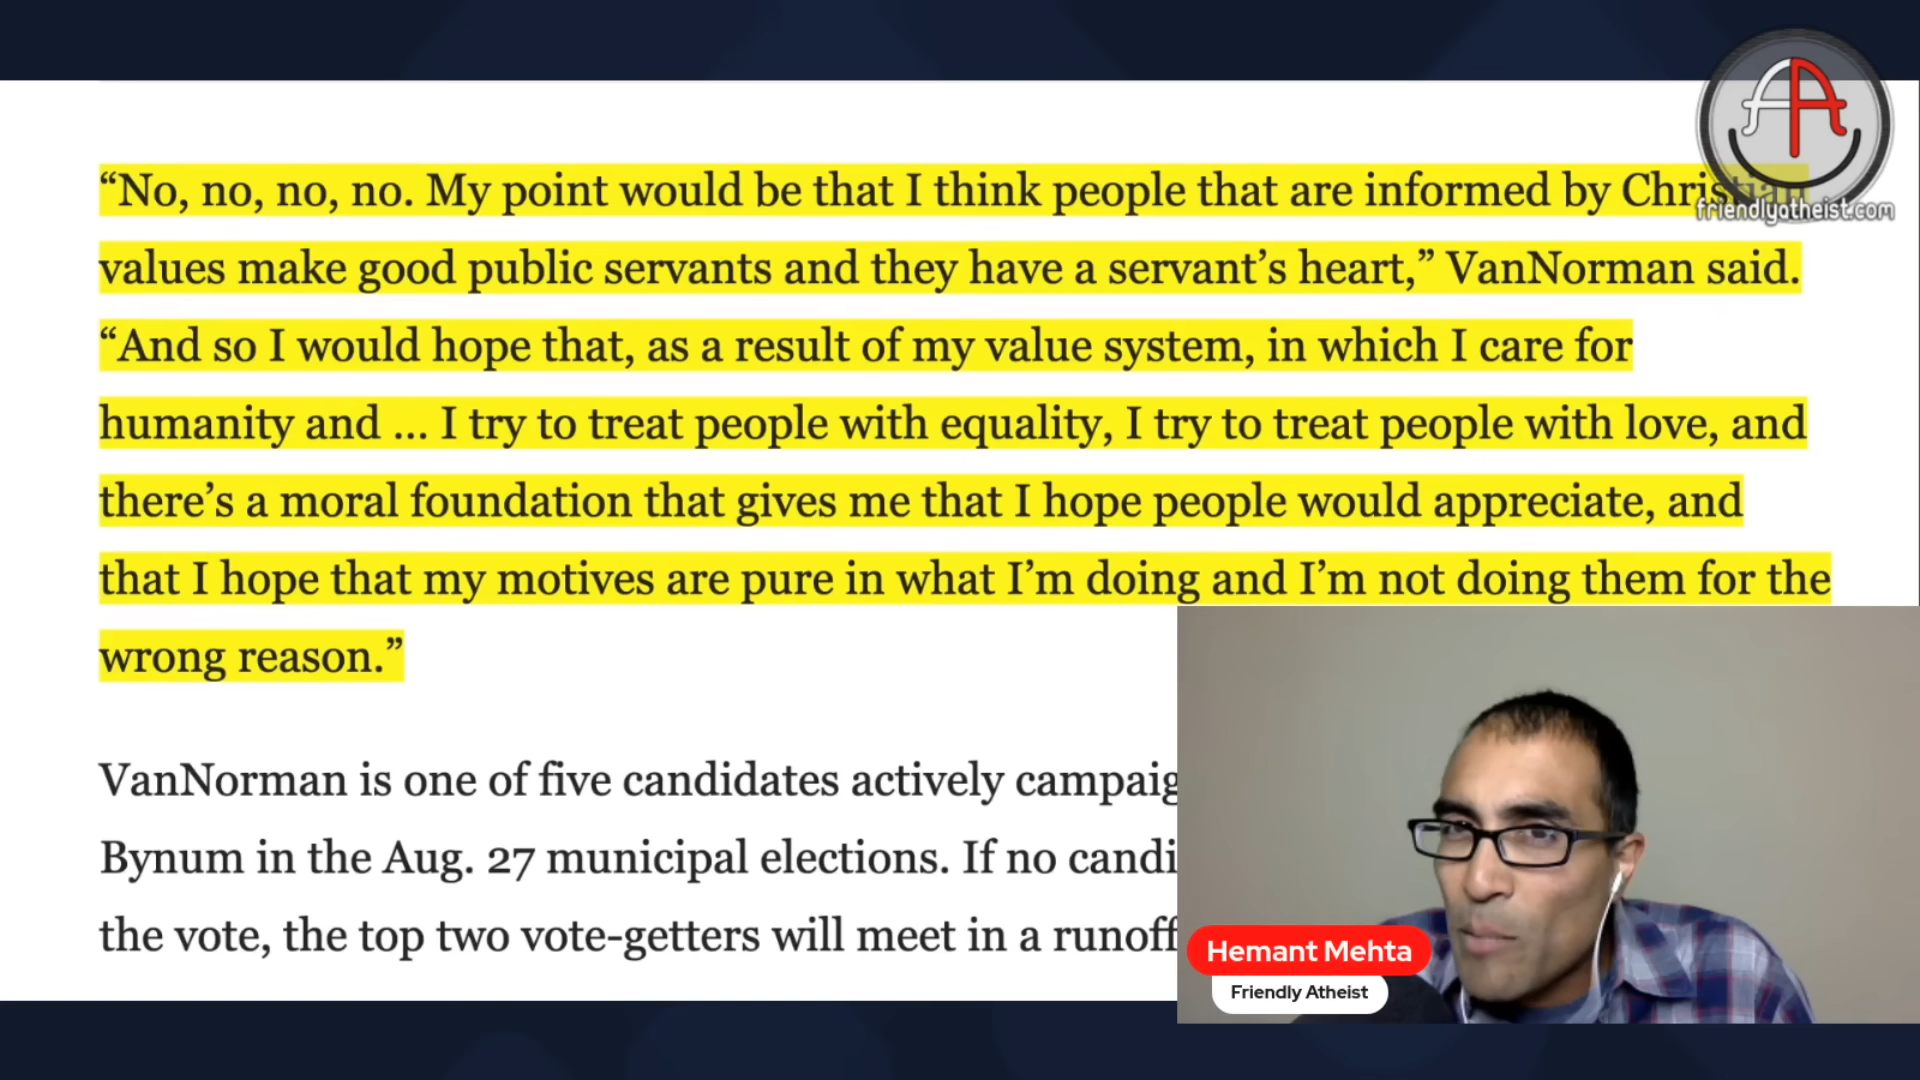 “No, no, no, no. My point would be that I think people that are informed by Christian
values make good public servants and they have a servant’s heart,” VanNorman said.
“And so I would hope that, as a result of my value system, in which I care for
humanity and ... I try to treat people with equality, I try to treat people with love, and
there’s a moral foundation that gives me that I hope people would appreciate, and
that I hope that my motives are pure in what I’m doing and I’m not doing them for the
wrong reason.”
VanNorman is one of five candidates actively campaig
Bynum in the Aug. 27 municipal elections. If no candi
the vote, the top two vote-getters will meet in a runoff
AA
friendlyatheist.com
Hemant Mehta
Friendly Atheist